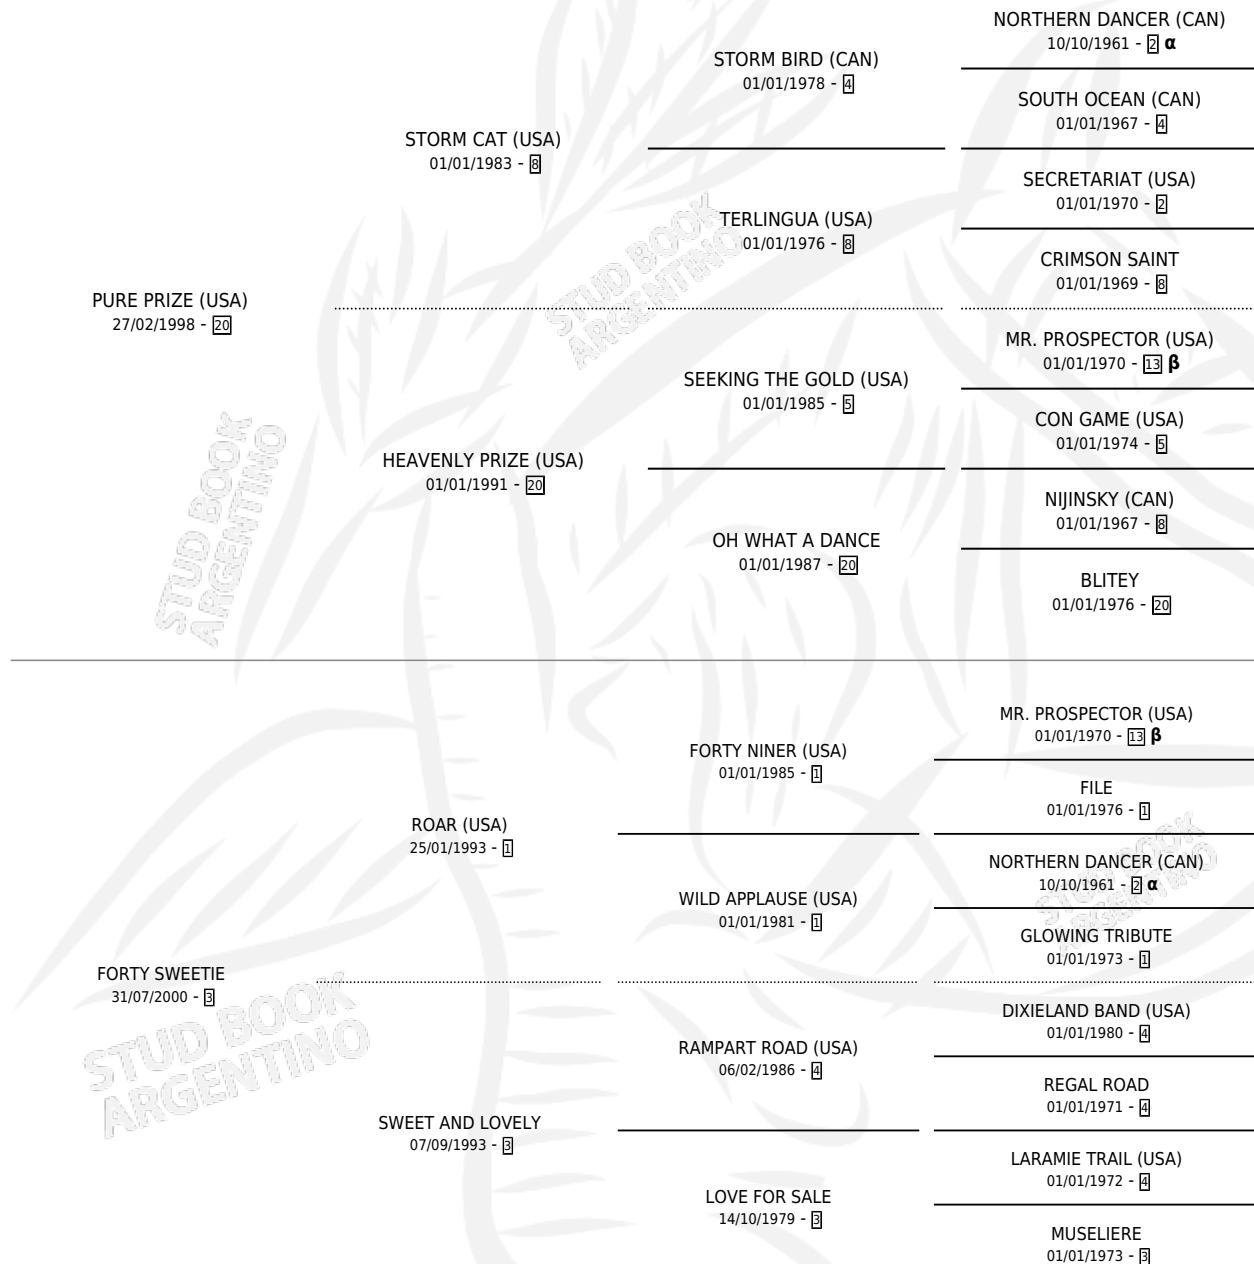 NORTHERN DANCER (CAN)
10/10/1961 - 2 α
STORM BIRD (CAN)
01/01/1978 - 4
SOUTH OCEAN (CAN)
01/01/1967 - 4
STORM CAT (USA)
01/01/1983 - 8
SECRETARIAT (USA)
01/01/1970 - 2
TERLINGUA (USA)
01/01/1976 - 8
CRIMSON SAINT
01/01/1969 - 8
STUD BOOK
ARGENTINO
PURE PRIZE (USA)
27/02/1998 - 20
MR. PROSPECTOR (USA)
01/01/1970 - 13 β
SEEKING THE GOLD (USA)
01/01/1985 - 5
CON GAME (USA)
01/01/1974 - 5
HEAVENLY PRIZE (USA)
01/01/1991 - 20
NIJINSKY (CAN)
01/01/1967 - 8
OH WHAT A DANCE
01/01/1987 - 20
BLITEY
01/01/1976 - 20
STUD BOOK
ARGENTINO
MR. PROSPECTOR (USA)
01/01/1970 - 13 β
FORTY NINER (USA)
01/01/1985 - 1
FILE
01/01/1976 - 1
ROAR (USA)
25/01/1993 - 1
NORTHERN DANCER (CAN)
10/10/1961 - 2 α
WILD APPLAUSE (USA)
01/01/1981 - 1
GLOWING TRIBUTE
01/01/1973 - 1
STUD BOOK
ARGENTINO
FORTY SWEETIE
31/07/2000 - 3
DIXIELAND BAND (USA)
01/01/1980 - 4
RAMPART ROAD (USA)
06/02/1986 - 4
REGAL ROAD
01/01/1971 - 4
STUD BOOK
ARGENTINO
SWEET AND LOVELY
07/09/1993 - 3
LARAMIE TRAIL (USA)
01/01/1972 - 4
LOVE FOR SALE
14/10/1979 - 3
MUSELIERE
01/01/1973 - 3